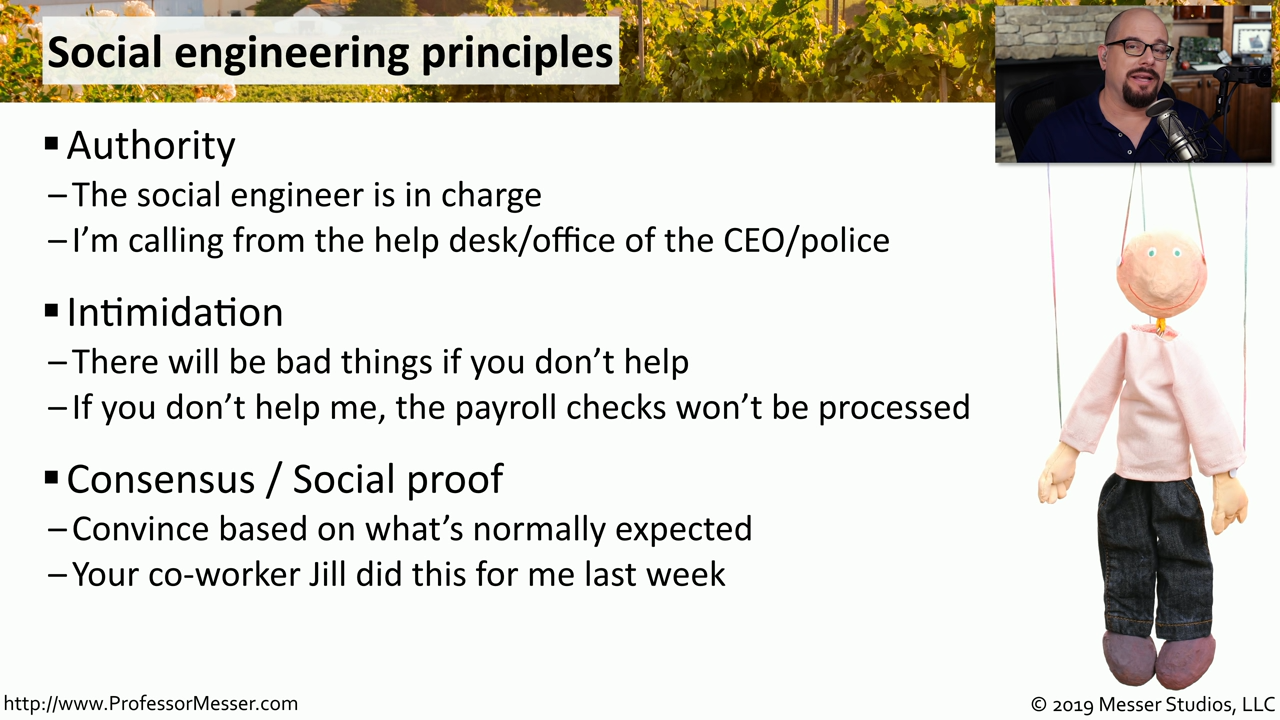 Social engineering principles
▪ Authority
– The social engineer is in charge
– I’m calling from the help desk/office of the CEO/police
▪ Intimidation
– There will be bad things if you don’t help
– If you don’t help me, the payroll checks won’t be processed
▪ Consensus / Social proof
– Convince based on what’s normally expected
– Your co-worker Jill did this for me last week
http://www.ProfessorMesser.com
© 2019 Messer Studios, LLC